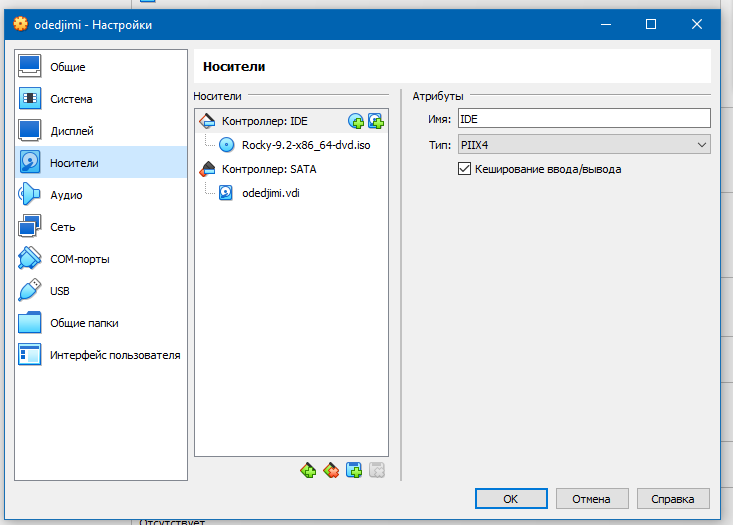 odedjimi - Настройки
Общие
Система
Дисплей
Носители
Аудио
Сеть
COM-порты
USB
Общие папки
Интерфейс пользователя
Носители
Носители
Контроллер: IDE
Rocky-9.2-x86_64-dvd.iso
Контроллер: SATA
odedjimi.vdi
Атрибуты
Имя: IDE
Тип: PIIX4
Кеширование ввода/вывода
OK
Отмена
Справка
Отсутствует